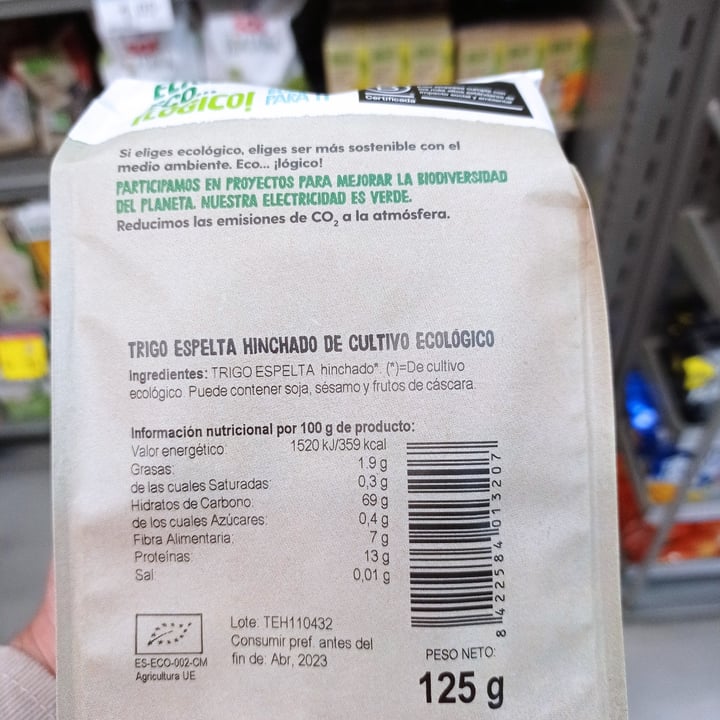 ECO...
¡LÓGICO!
PARA TI
Certificada
Si eliges ecológico, eliges ser más sostenible con el
medio ambiente. Eco... ¡lógico!
PARTICIPAMOS EN PROYECTOS PARA MEJORAR LA BIODIVERSIDAD
DEL PLANETA. NUESTRA ELECTRICIDAD ES VERDE.
Reducimos las emisiones de CO₂ a la atmósfera.
TRIGO ESPELTA HINCHADO DE CULTIVO ECOLÓGICO
Ingredientes: TRIGO ESPELTA hinchado*. (*)=De cultivo
ecológico. Puede contener soja, sésamo y frutos de cáscara.
Información nutricional por 100 g de producto:
Valor energético: 1520 kJ/359 kcal
Grasas: 1.9 g
de las cuales Saturadas: 0,3 g
Hidratos de Carbono: 69 g
de los cuales Azúcares: 0,4 g
Fibra Alimentaria: 7 g
Proteínas: 13 g
Sal: 0,01 g
8422584013207
ES-ECO-002-CM
Agricultura UE
Lote: TEH110432
Consumir pref. antes del
fin de: Abr, 2023
PESO NETO:
125 g